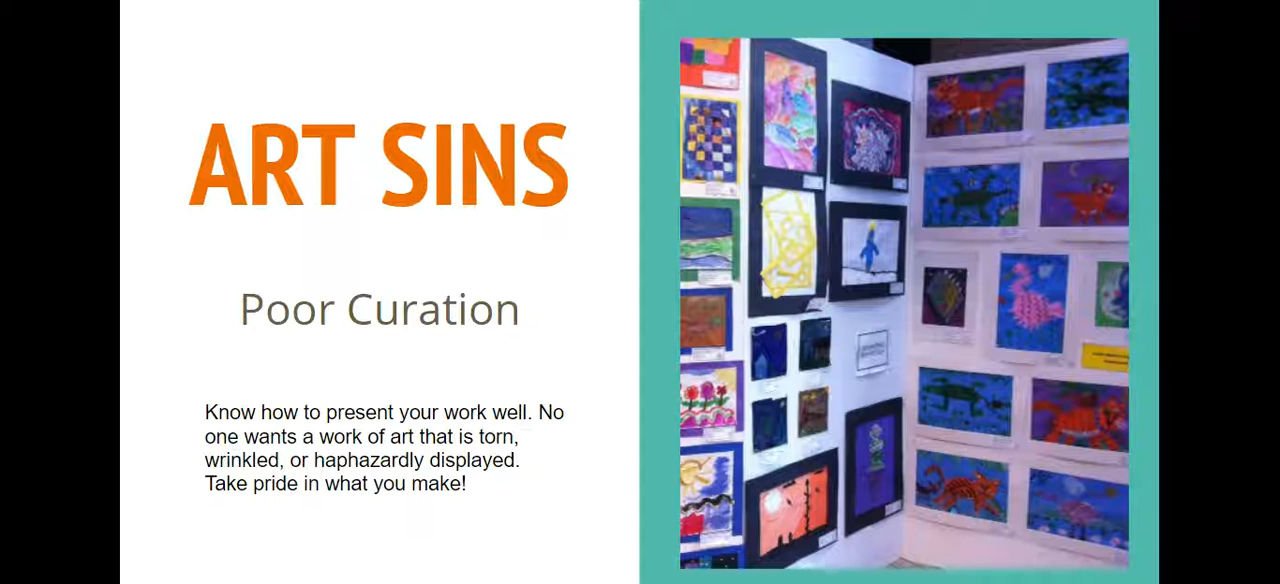 ART SINS
Poor Curation
Know how to present your work well. No
one wants a work of art that is torn,
wrinkled, or haphazardly displayed.
Take pride in what you make!